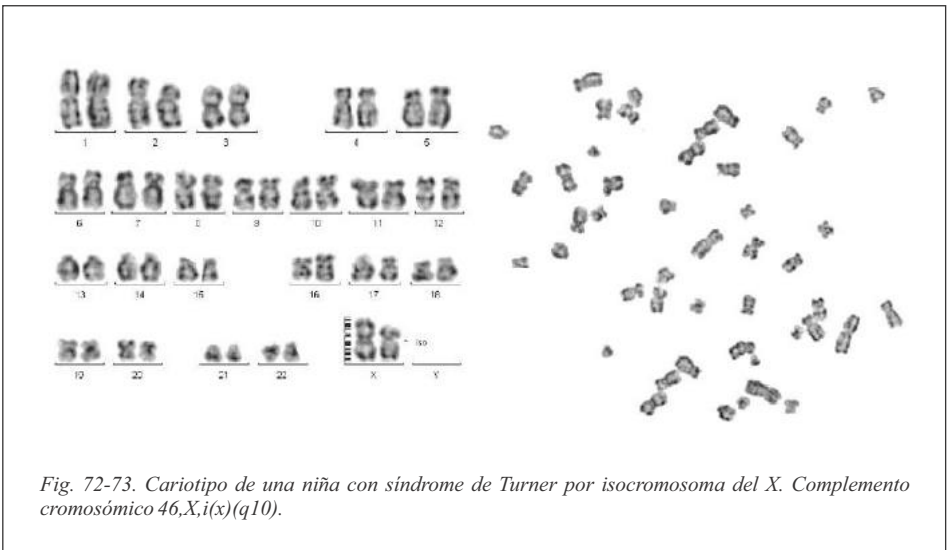 1 2 3 4 5
6 7 8 9 10 11 12
13 14 15 16 17 18
iso
19 20 21 22 X Y
Fig. 72-73. Cariotipo de una niña con síndrome de Turner por isocromosoma del X. Complemento
cromosómico 46,X,i(x)(q10).